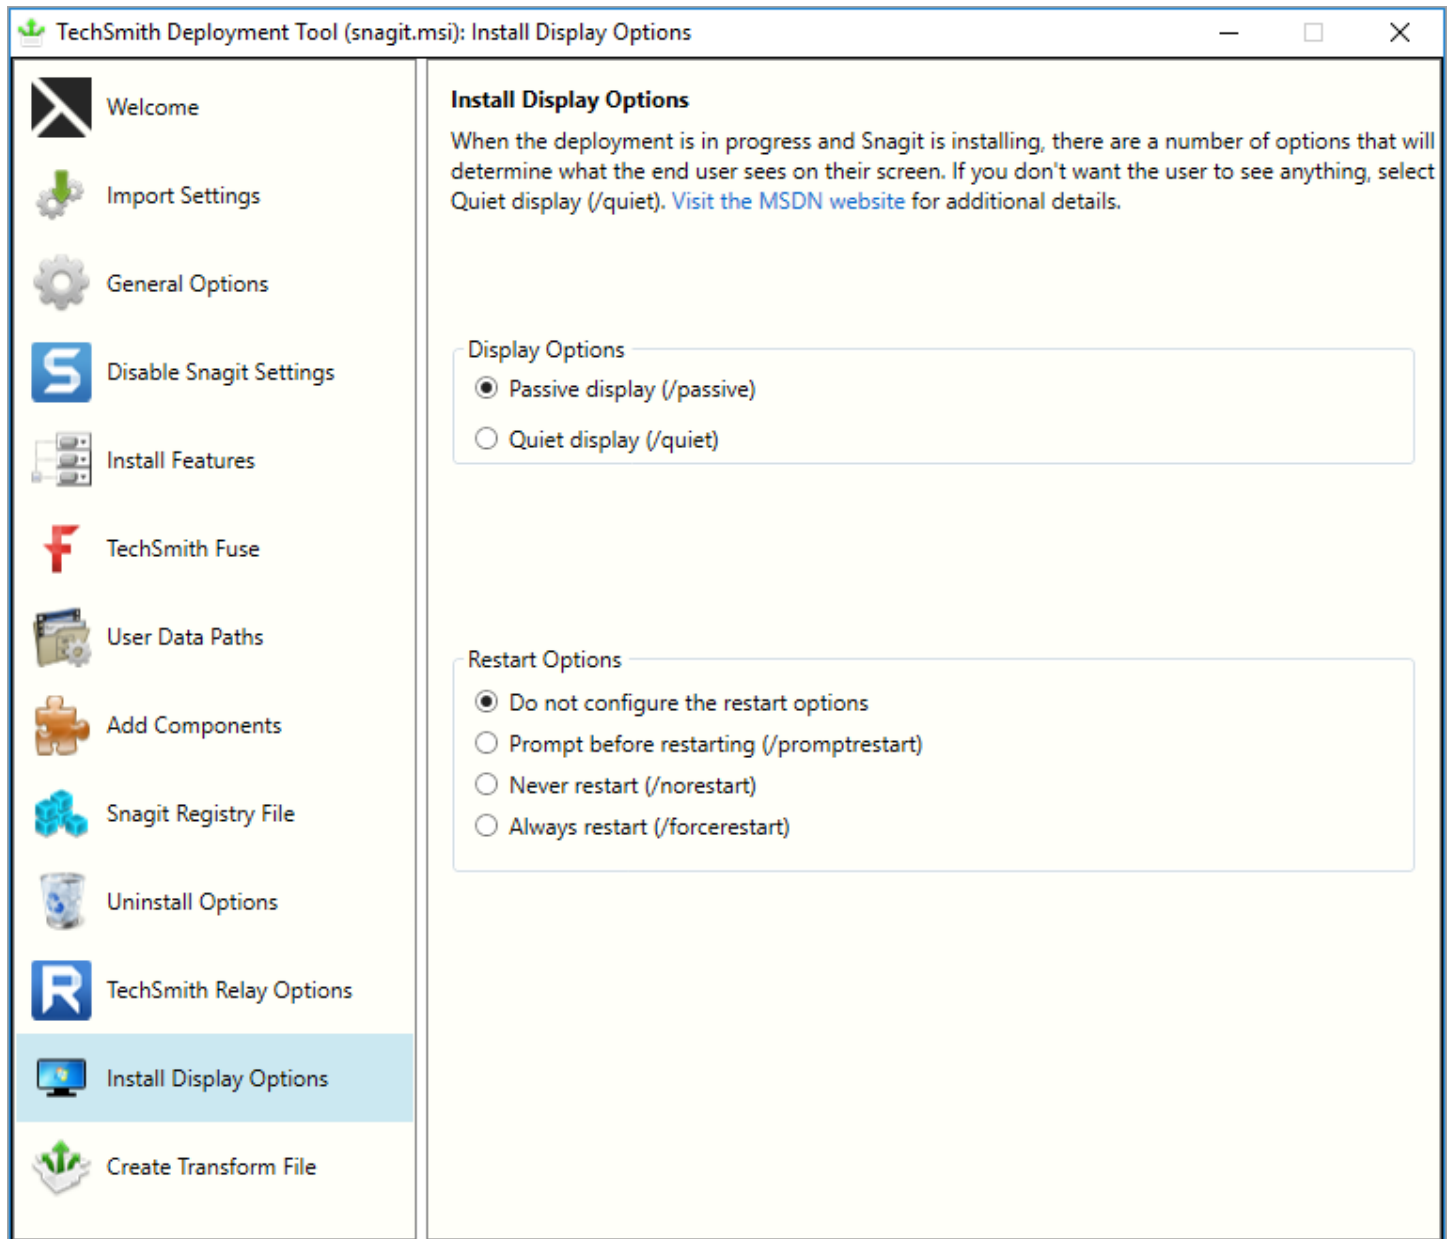 TechSmith Deployment Tool (snagit.msi): Install Display Options
Welcome
Import Settings
General Options
Disable Snagit Settings
Install Features
TechSmith Fuse
User Data Paths
Add Components
Snagit Registry File
Uninstall Options
TechSmith Relay Options
Install Display Options
Create Transform File
Install Display Options
When the deployment is in progress and Snagit is installing, there are a number of options that will
determine what the end user sees on their screen. If you don't want the user to see anything, select
Quiet display (/quiet). Visit the MSDN website for additional details.
Display Options
Passive display (/passive)
Quiet display (/quiet)
Restart Options
Do not configure the restart options
Prompt before restarting (/promptrestart)
Never restart (/norestart)
Always restart (/forcerestart)